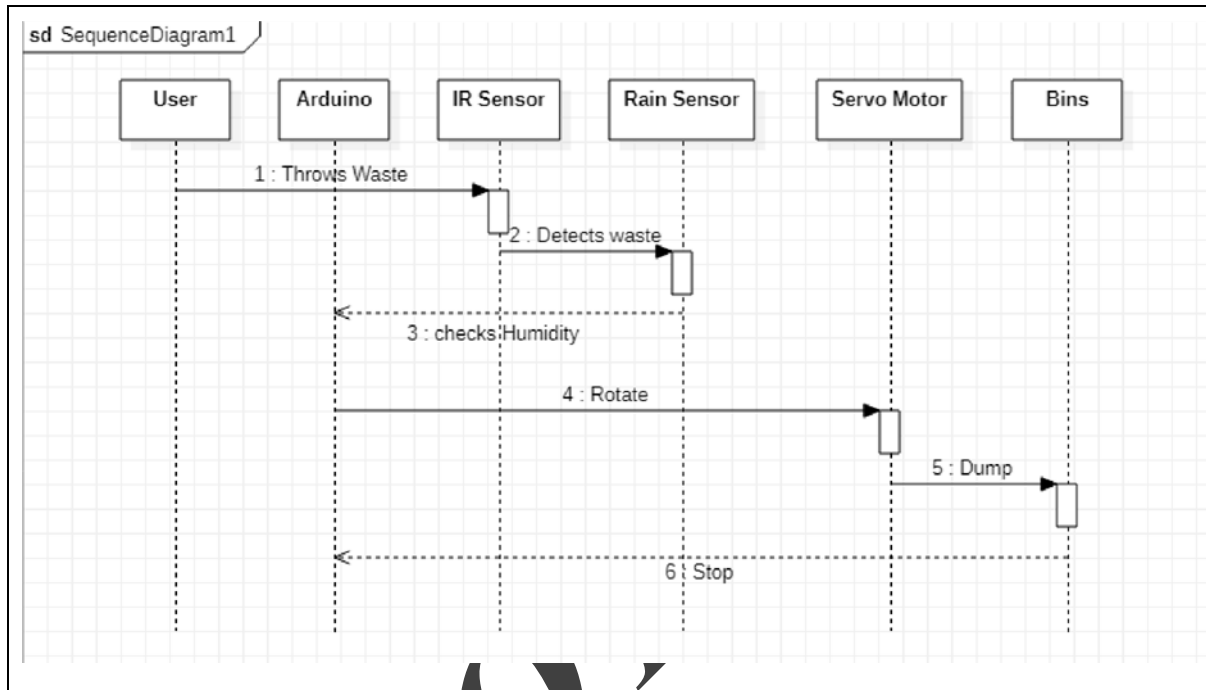 sd SequenceDiagram1
User Arduino IR Sensor Rain Sensor Servo Motor Bins
1 : Throws Waste
2 : Detects waste
3 : checks Humidity
4 : Rotate
5 : Dump
6 : Stop